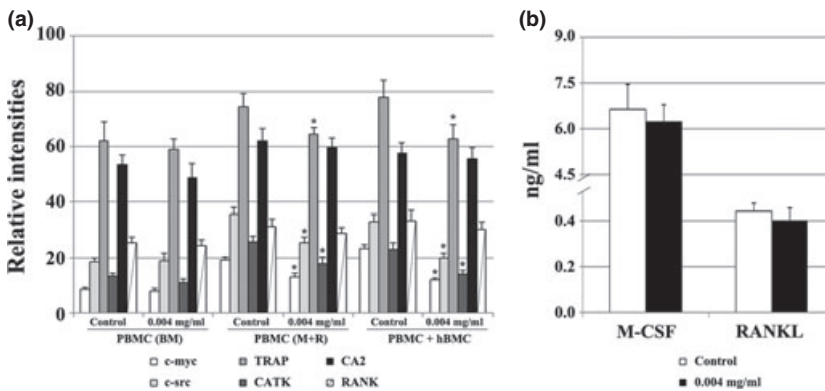 (a)
Relative intensities
100
80
60
40
20
0
* * * * * * * *
Control 0.004 mg/ml Control 0.004 mg/ml Control 0.004 mg/ml
PBMC (BM) PBMC (M+R) PBMC + hBMC
c-myc TRAP CA2
c-src CATK RANK
(b)
ng/ml
9.0
7.5
6.0
4.5
0.4
0.2
0.0
M-CSF RANKL
Control
0.004 mg/ml